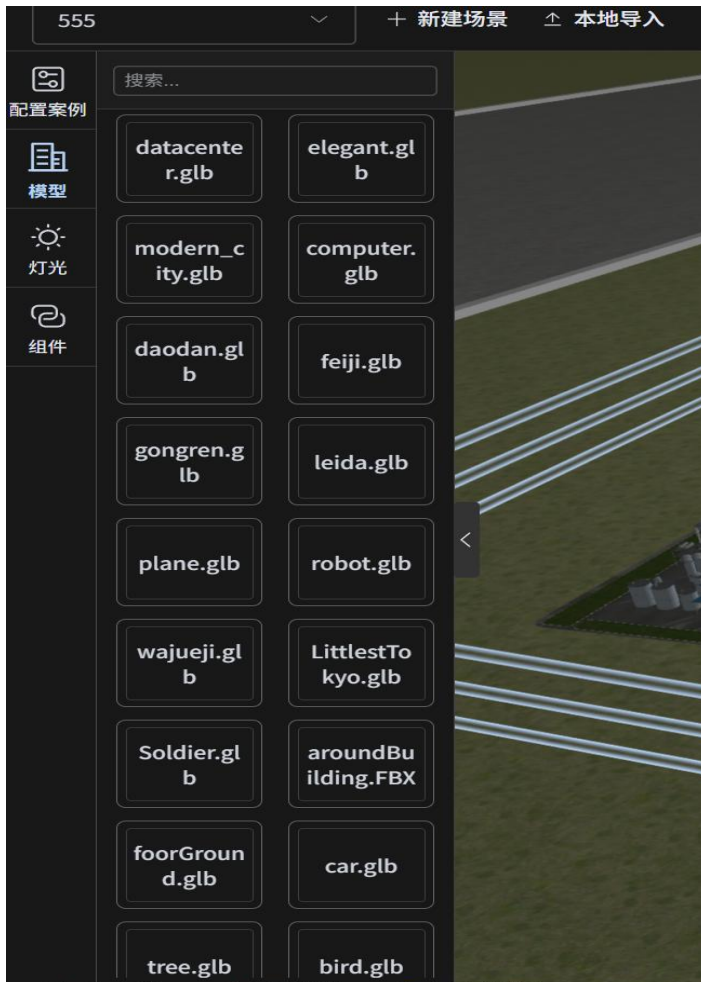 555
新建场景
本地导入
配置案例
模型
灯光
组件
搜索...
datacente
r.glb
elegant.gl
b
modern_c
ity.glb
computer.
glb
daodan.gl
b
feiji.glb
gongren.g
lb
leida.glb
plane.glb
robot.glb
wajueji.gl
b
LittlestTo
kyo.glb
Soldier.gl
b
aroundBu
ilding.FBX
foorGroun
d.glb
car.glb
tree.glb
bird.glb